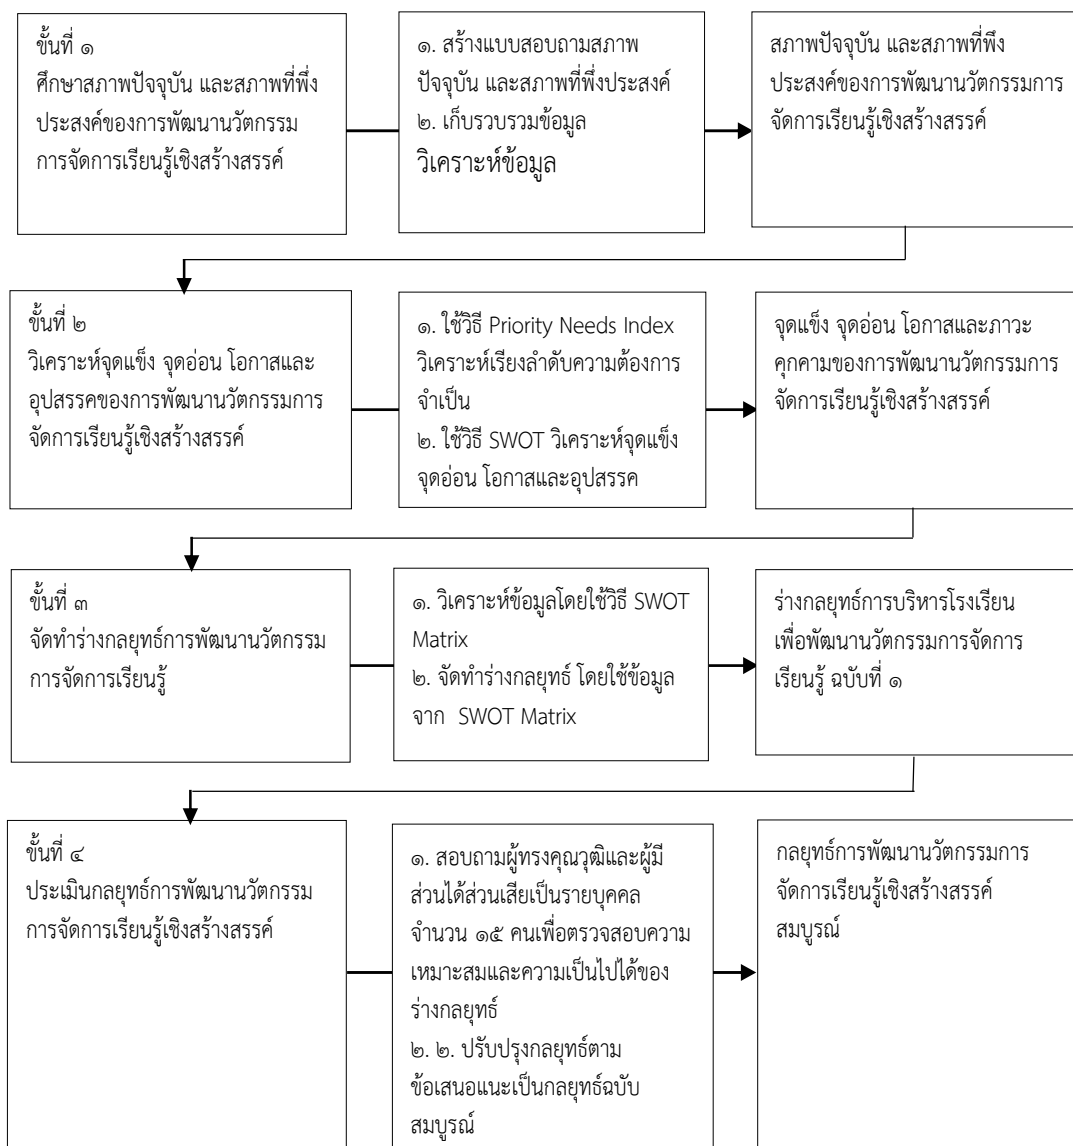 ขั้นที่ ๑
ศึกษาสภาพปัจจุบัน และสภาพที่พึ่ง
ประสงค์ของการพัฒนานวัตกรรม
การจัดการเรียนรู้เชิงสร้างสรรค์
๑. สร้างแบบสอบถามสภาพ
ปัจจุบัน และสภาพที่พึ่งประสงค์
๒. เก็บรวบรวมข้อมูล
วิเคราะห์ข้อมูล
สภาพปัจจุบัน และสภาพที่พึง
ประสงค์ของการพัฒนานวัตกรรมการ
จัดการเรียนรู้เชิงสร้างสรรค์
ขั้นที่ ๒
วิเคราะห์จุดแข็ง จุดอ่อน โอกาสและ
อุปสรรคของการพัฒนานวัตกรรมการ
จัดการเรียนรู้เชิงสร้างสรรค์
๑. ใช้วิธี Priority Needs Index
วิเคราะห์เรียงลำดับความต้องการ
จำเป็น
๒. ใช้วิธี SWOT วิเคราะห์จุดแข็ง
จุดอ่อน โอกาสและอุปสรรค
จุดแข็ง จุดอ่อน โอกาสและภาวะ
คุกคามของการพัฒนานวัตกรรมการ
จัดการเรียนรู้เชิงสร้างสรรค์
ขั้นที่ ๓
จัดทำร่างกลยุทธ์การพัฒนานวัตกรรม
การจัดการเรียนรู้
๑. วิเคราะห์ข้อมูลโดยใช้วิธี SWOT
Matrix
๒. จัดทำร่างกลยุทธ์ โดยใช้ข้อมูล
จาก SWOT Matrix
ร่างกลยุทธ์การบริหารโรงเรียน
เพื่อพัฒนานวัตกรรมการจัดการ
เรียนรู้ ฉบับที่ ๑
ขั้นที่ ๔
ประเมินกลยุทธ์การพัฒนานวัตกรรม
การจัดการเรียนรู้เชิงสร้างสรรค์
๑. สอบถามผู้ทรงคุณวุฒิและผู้มี
ส่วนได้ส่วนเสียเป็นรายบุคคล
จำนวน ๑๕ คนเพื่อตรวจสอบความ
เหมาะสมและความเป็นไปได้ของ
ร่างกลยุทธ์
๒. ๒. ปรับปรุงกลยุทธ์ตาม
ข้อเสนอแนะเป็นกลยุทธ์ฉบับ
สมบูรณ์
กลยุทธ์การพัฒนานวัตกรรมการ
จัดการเรียนรู้เชิงสร้างสรรค์
สมบูรณ์